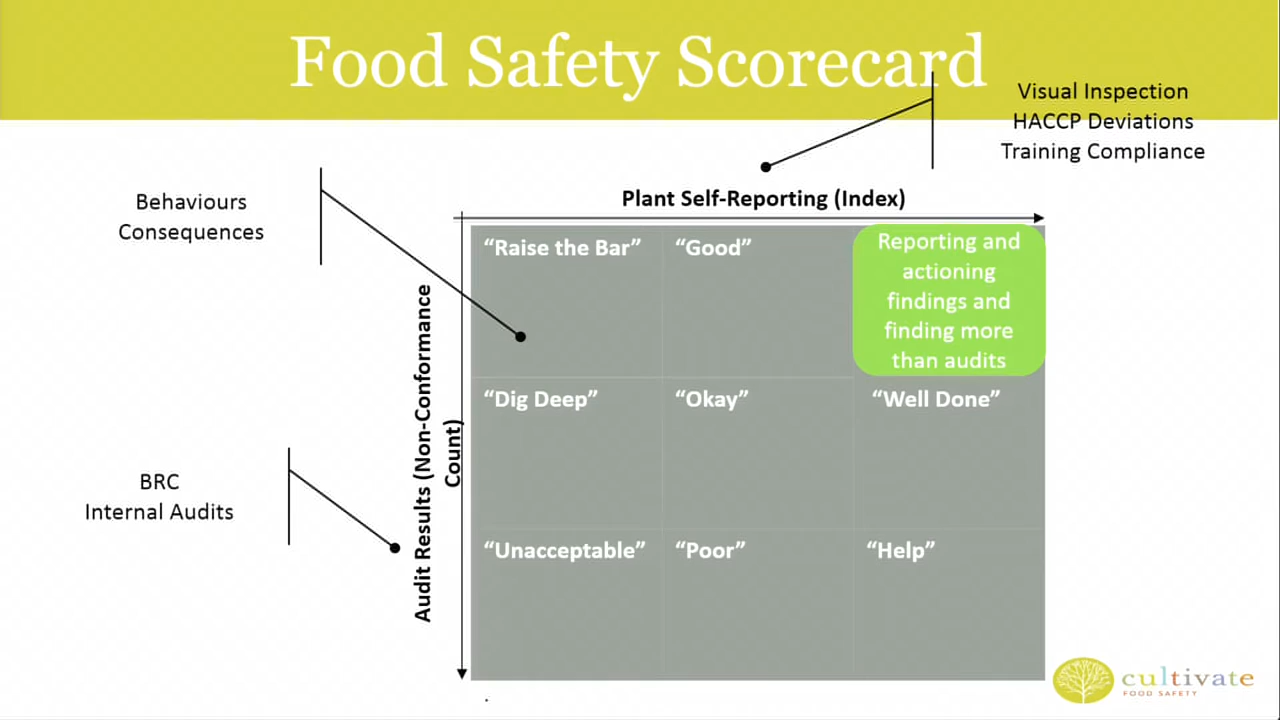 Food Safety Scorecard
Visual Inspection
HACCP Deviations
Training Compliance
Behaviours
Consequences
Plant Self-Reporting (Index)
Audit Results (Non-Conformance
Count)
“Raise the Bar”
“Good”
Reporting and
actioning
findings and
finding more
than audits
“Dig Deep”
“Okay”
“Well Done”
BRC
Internal Audits
“Unacceptable”
“Poor”
“Help”
cultivate
FOOD SAFETY